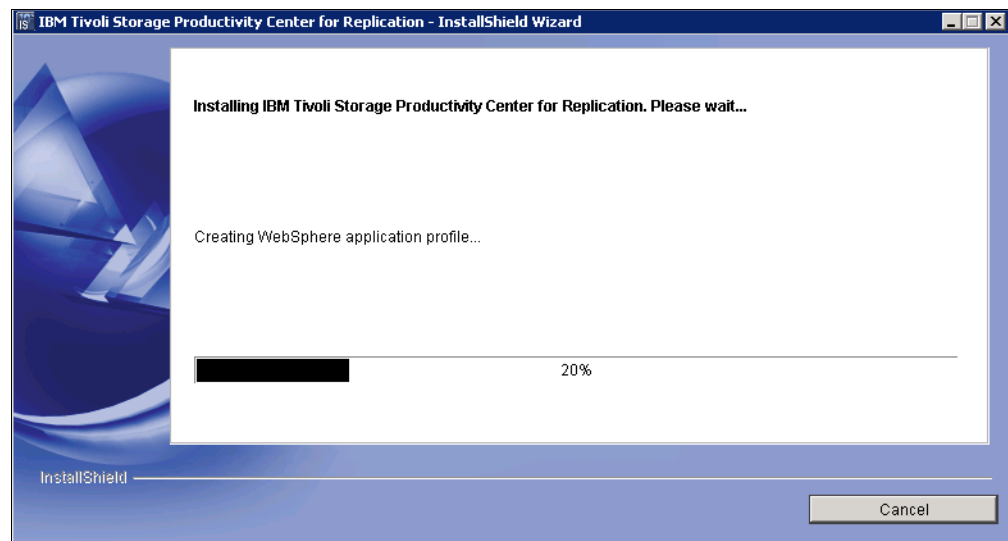 IBM Tivoli Storage Productivity Center for Replication - InstallShield Wizard
Installing IBM Tivoli Storage Productivity Center for Replication. Please wait...
Creating WebSphere application profile...
20%
InstallShield
Cancel